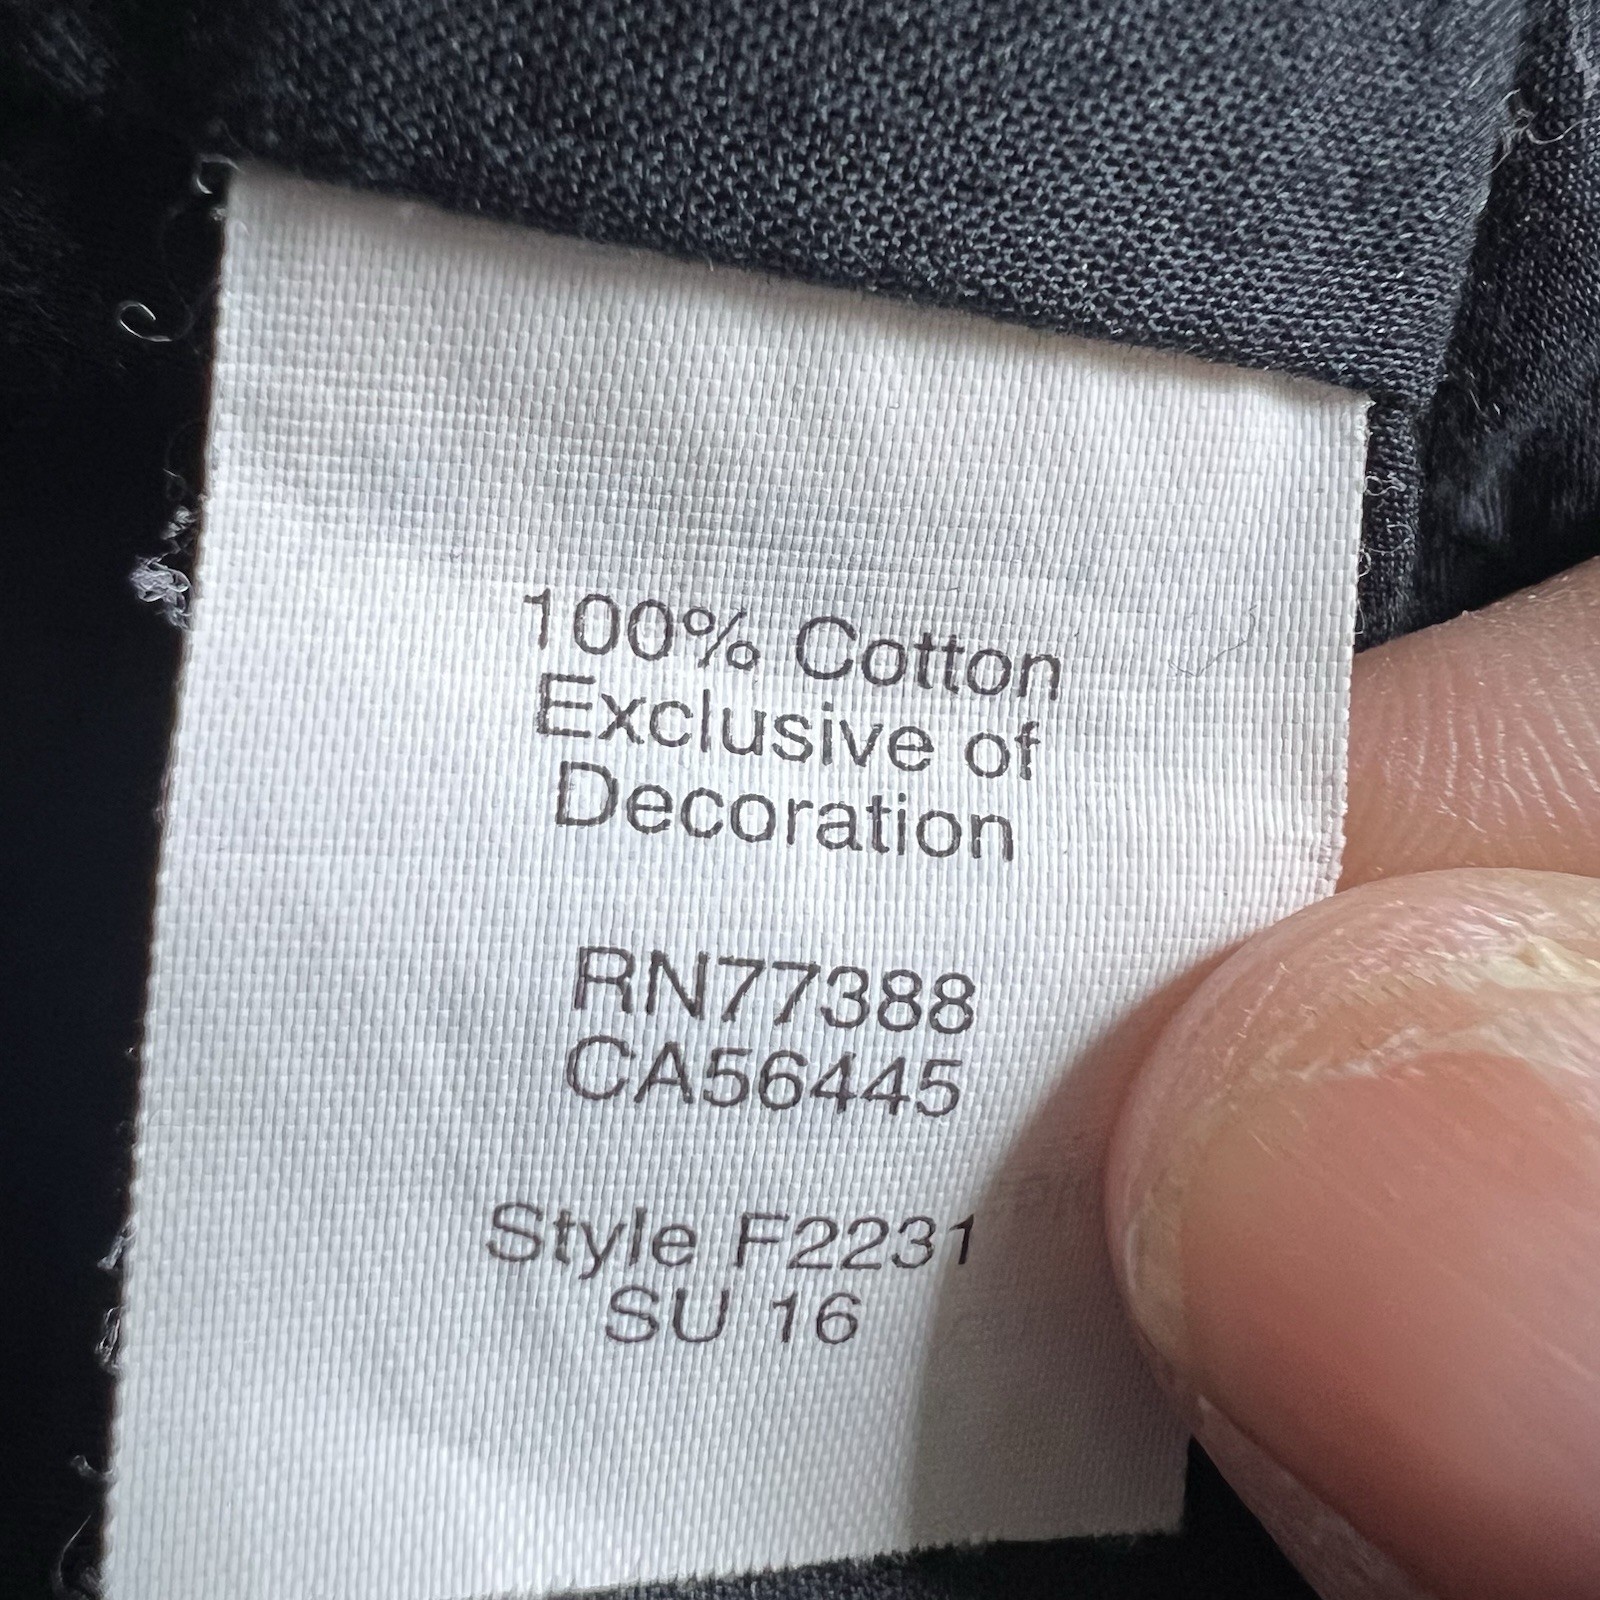 100% Cotton
Exclusive of
Decoration
RN77388
CA56445
Style F2231
SU 16